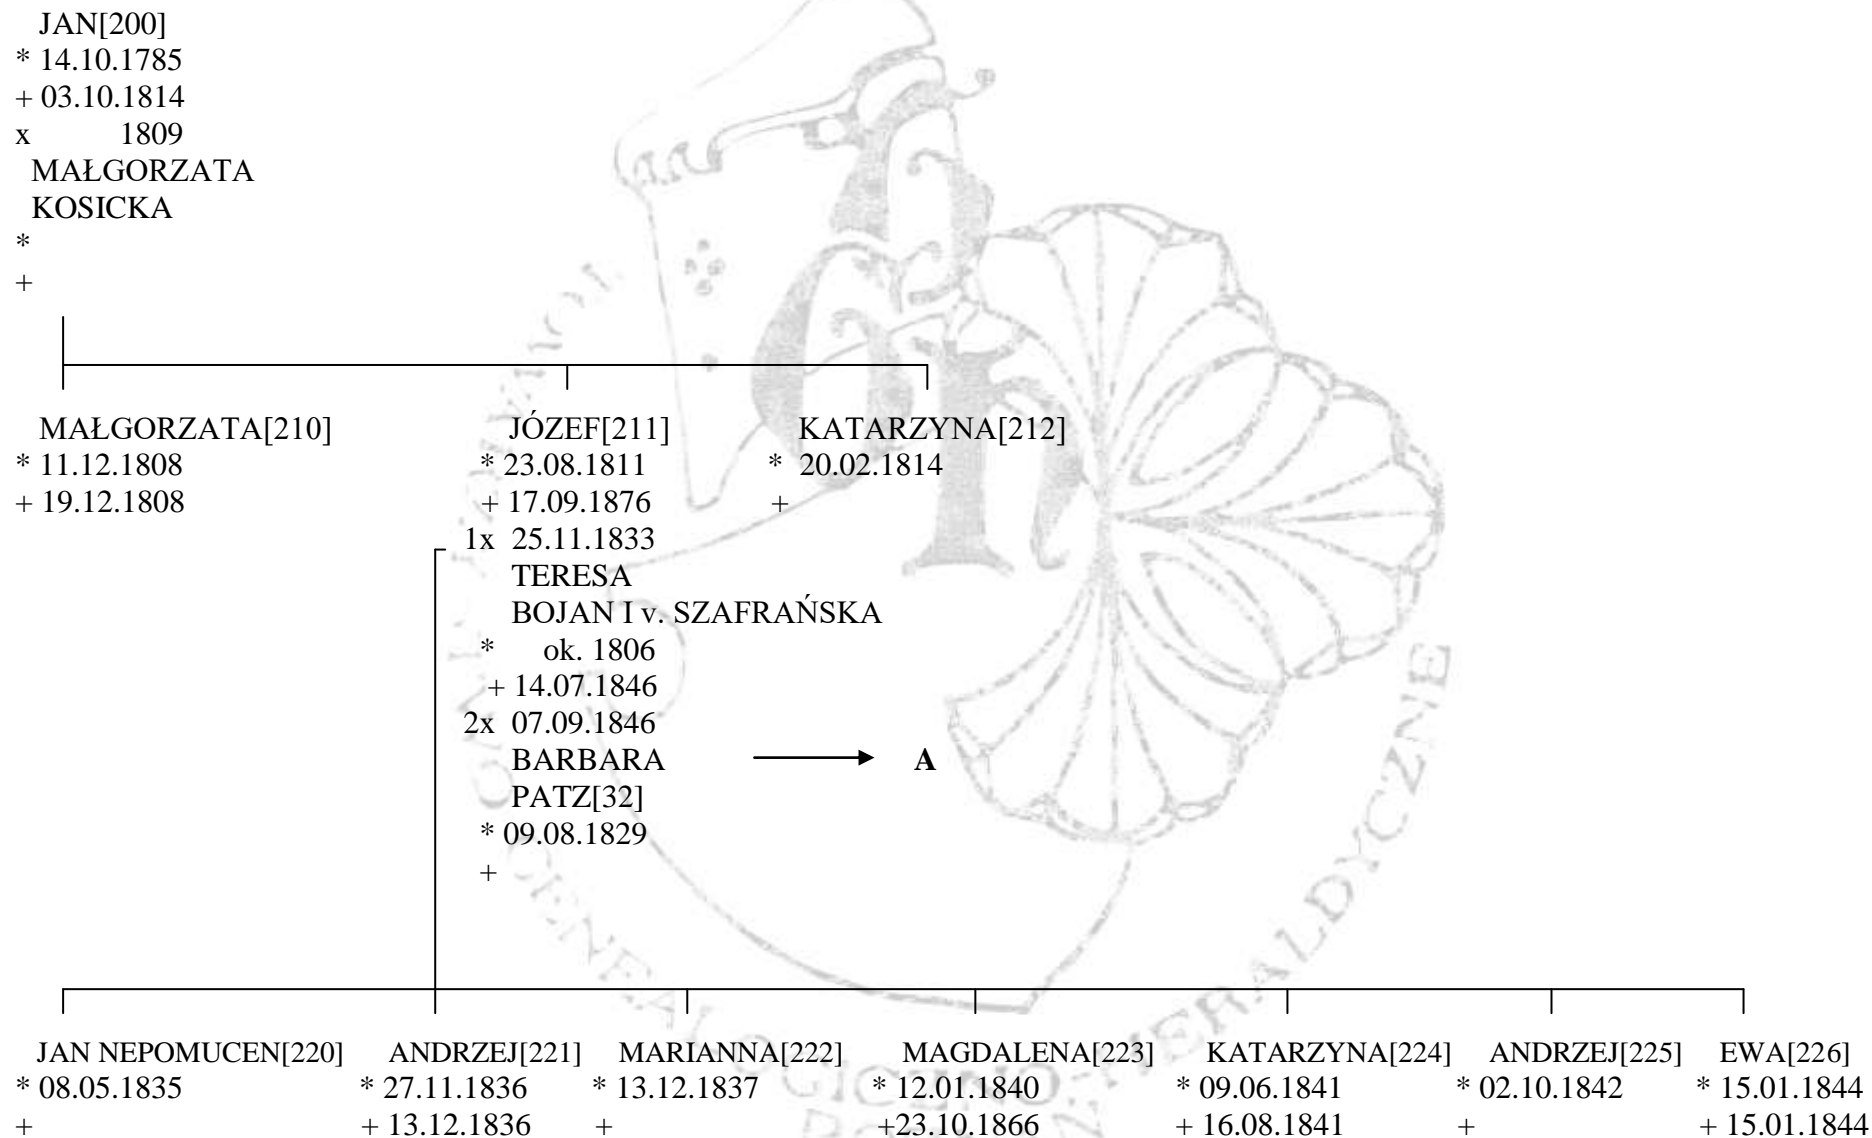 JAN[200]
* 14.10.1785
+ 03.10.1814
x 1809
MAŁGORZATA
KOSICKA
*
+
MAŁGORZATA[210] JÓZEF[211] KATARZYNA[212]
* 11.12.1808 * 23.08.1811 * 20.02.1814
+ 19.12.1808 + 17.09.1876 +
1x 25.11.1833
TERESA
BOJAN I v. SZAFRAŃSKA
* ok. 1806
+ 14.07.1846
2x 07.09.1846
BARBARA A
PATZ[32]
* 09.08.1829
+
JAN NEPOMUCEN[220] ANDRZEJ[221] MARIANNA[222] MAGDALENA[223] KATARZYNA[224] ANDRZEJ[225] EWA[226]
* 08.05.1835 * 27.11.1836 * 13.12.1837 * 12.01.1840 * 09.06.1841 * 02.10.1842 * 15.01.1844
+ + 13.12.1836 + +23.10.1866 + 16.08.1841 + + 15.01.1844